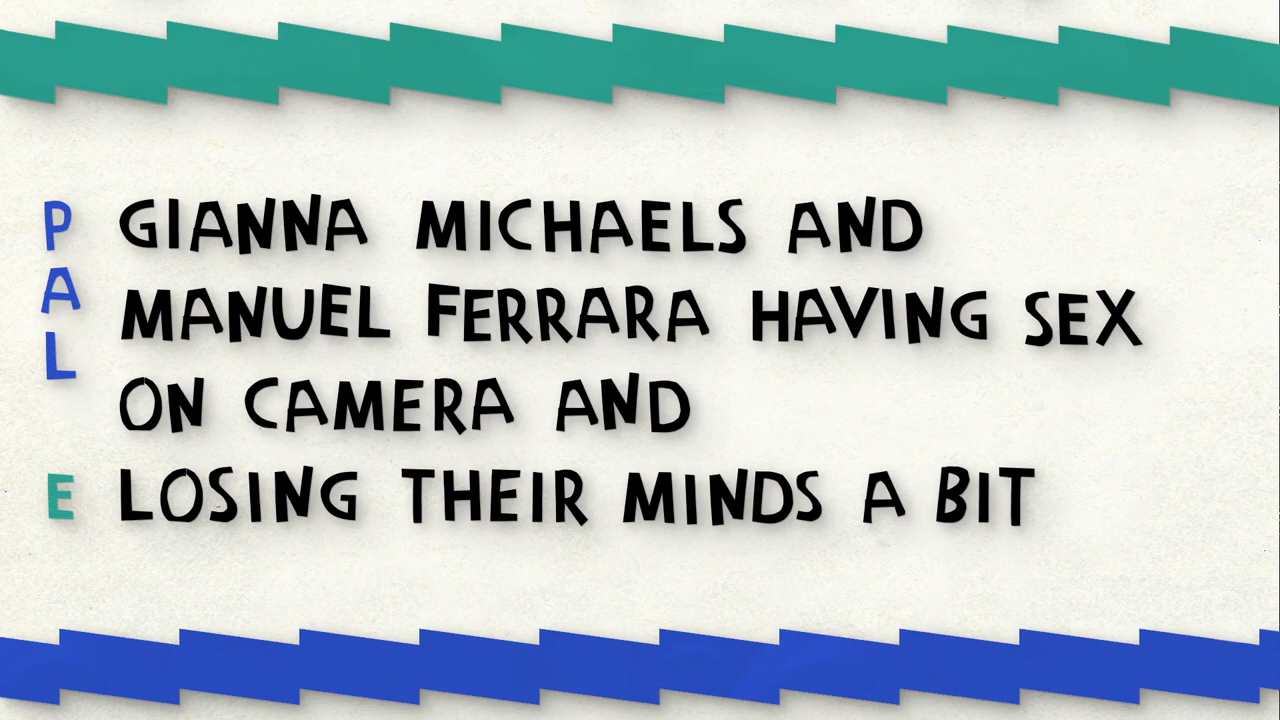 P GIANNA MICHAELS AND
A MANUEL FERRARA HAVING SEX
L ON CAMERA AND
E LOSING THEIR MINDS A BIT